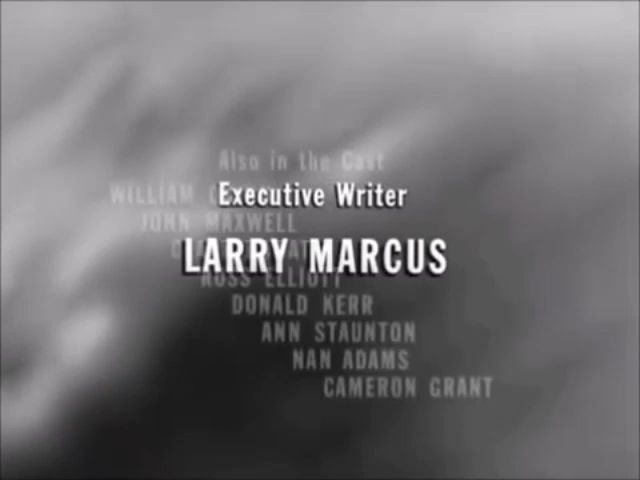 Also in the Cast
Executive Writer
WILLIAM
JOHN MAXWELL
LARRY MARCUS
ROSS ELLIOTT
DONALD KERR
ANN STAUNTON
NAN ADAMS
CAMERON GRANT